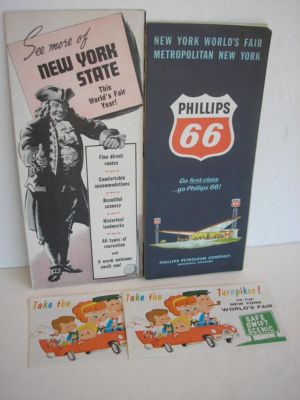 See more of
NEW YORK
STATE
This
World's Fair
Year!
Fine direct
routes
Comfortable
accommodations
Beautiful
scenery
Historical
landmarks
All types of
recreation
and
A warm welcome
await you!
NEW YORK WORLD'S FAIR
METROPOLITAN NEW YORK
PHILLIPS
66
Go first-class
...go Phillips 66!
PHILLIPS PETROLEUM COMPANY
Take the
Take the Turnpikes!
TO THE
NEW YORK
WORLD'S FAIR
SAFE
SWIFT
SCENIC